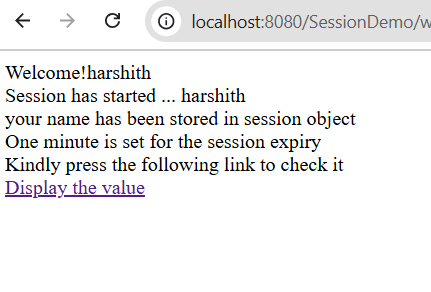 localhost:8080/SessionDemo/w
Welcome!harshith
Session has started ... harshith
your name has been stored in session object
One minute is set for the session expiry
Kindly press the following link to check it
Display the value